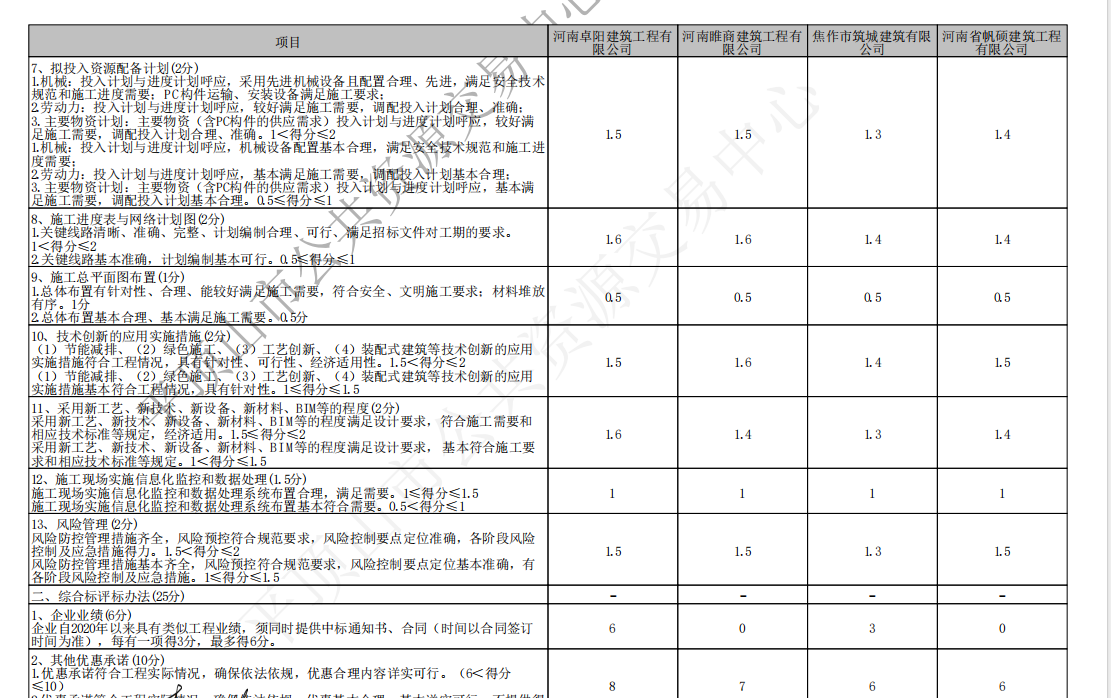 项目
河南卓阳建筑工程有
限公司
河南睢商建筑工程有
限公司
焦作市筑城建筑有限
公司
河南省帆硕建筑工程
有限公司
7、拟投入资源配备计划(2分)
1.机械：投入计划与进度计划呼应，采用先进机械设备且配置合理、先进，满足安全技术
规范和施工进度需要；PC构件运输、安装设备满足施工要求；
2.劳动力：投入计划与进度计划呼应，较好满足施工需要，调配投入计划合理、准确；
3.主要物资计划：主要物资（含PC构件的供应需求）投入计划与进度计划呼应，较好满
足施工需要，调配投入计划合理、准确。1＜得分≤2
1.机械：投入计划与进度计划呼应，机械设备配置基本合理，满足安全技术规范和施工进
度需要；
2.劳动力：投入计划与进度计划呼应，基本满足施工需要，调配投入计划基本合理；
3.主要物资计划：主要物资（含PC构件的供应需求）投入计划与进度计划呼应，基本满
足施工需要，调配投入计划基本合理。0.5≤得分≤1
1.5
1.5
1.3
1.4
8、施工进度表与网络计划图(2分)
1.关键线路清晰、准确、完整、计划编制合理、可行、满足招标文件对工期的要求。
1＜得分≤2
2.关键线路基本准确，计划编制基本可行。0.5≤得分≤1
1.6
1.6
1.4
1.4
9、施工总平面图布置(1分)
1.总体布置有针对性、合理、能较好满足施工需要，符合安全、文明施工要求；材料堆放
有序。1分
2.总体布置基本合理、基本满足施工需要。0.5分
0.5
0.5
0.5
0.5
10、技术创新的应用实施措施(2分)
（1）节能减排、（2）绿色施工、（3）工艺创新、（4）装配式建筑等技术创新的应用
实施措施符合工程情况，具有针对性、可行性、经济适用性。1.5＜得分≤2
（1）节能减排、（2）绿色施工、（3）工艺创新、（4）装配式建筑等技术创新的应用
实施措施基本符合工程情况，具有针对性。1≤得分≤1.5
1.5
1.6
1.4
1.5
11、采用新工艺、新技术、新设备、新材料、BIM等的程度(2分)
采用新工艺、新技术、新设备、新材料、BIM等的程度满足设计要求，符合施工需要和
相应技术标准等规定，经济适用。1.5≤得分≤2
采用新工艺、新技术、新设备、新材料、BIM等的程度满足设计要求， 基本符合施工要
求和相应技术标准等规定。1＜得分≤1.5
1.6
1.4
1.3
1.4
12、施工现场实施信息化监控和数据处理(1.5分)
施工现场实施信息化监控和数据处理系统布置合理，满足需要。1≤得分≤1.5
施工现场实施信息化监控和数据处理系统布置基本符合需要。0.5＜得分≤1
1
1
1
1
13、风险管理(2分)
风险防控管理措施齐全，风险预控符合规范要求，风险控制要点定位准确，各阶段风险
控制及应急措施得力。1.5＜得分≤2
风险防控管理措施基本齐全，风险预控符合规范要求，风险控制要点定位基本准确，有
各阶段风险控制及应急措施。1≤得分≤1.5
1.5
1.5
1.3
1.5
二、综合标评标办法(25分)
－
－
－
－
1、企业业绩(6分)
企业自2020年以来具有类似工程业绩，须同时提供中标通知书、合同（时间以合同签订
时间为准），每有一项得3分，最多得6分。
6
0
3
0
2、其他优惠承诺(10分)
1.优惠承诺符合工程实际情况，确保依法依规，优惠合理内容详实可行。（6＜得分
≤10）
8
7
6
6
平顶山市公共资源交易中心
平顶山市公共资源交易中心